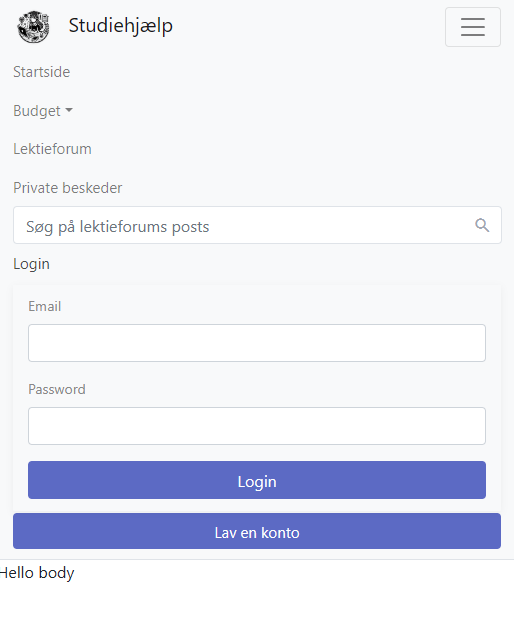 Studiehjælp
Startside
Budget
Lektieforum
Private beskeder
Søg på lektieforums posts
Login
Email
Password
Login
Lav en konto
Hello body